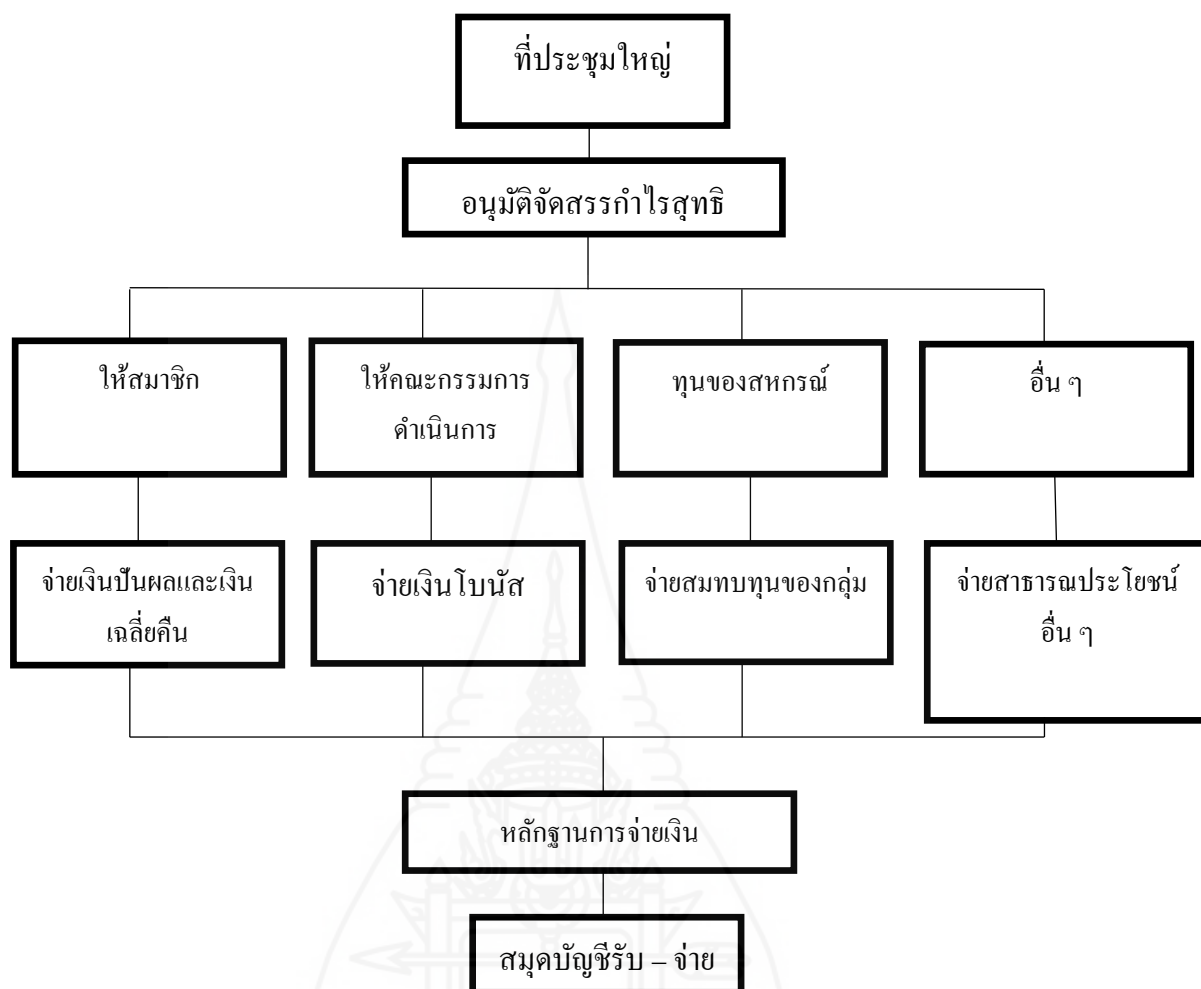 ที่ประชุมใหญ่
อนุมัติจัดสรรกำไรสุทธิ
ให้สมาชิก
ให้คณะกรรมการ
ดำเนินการ
ทุนของสหกรณ์
อื่น ๆ
จ่ายเงินปันผลและเงิน
เฉลี่ยคืน
จ่ายเงินโบนัส
จ่ายสมทบทุนของกลุ่ม
จ่ายสาธารณประโยชน์
อื่น ๆ
หลักฐานการจ่ายเงิน
สมุดบัญชีรับ – จ่าย